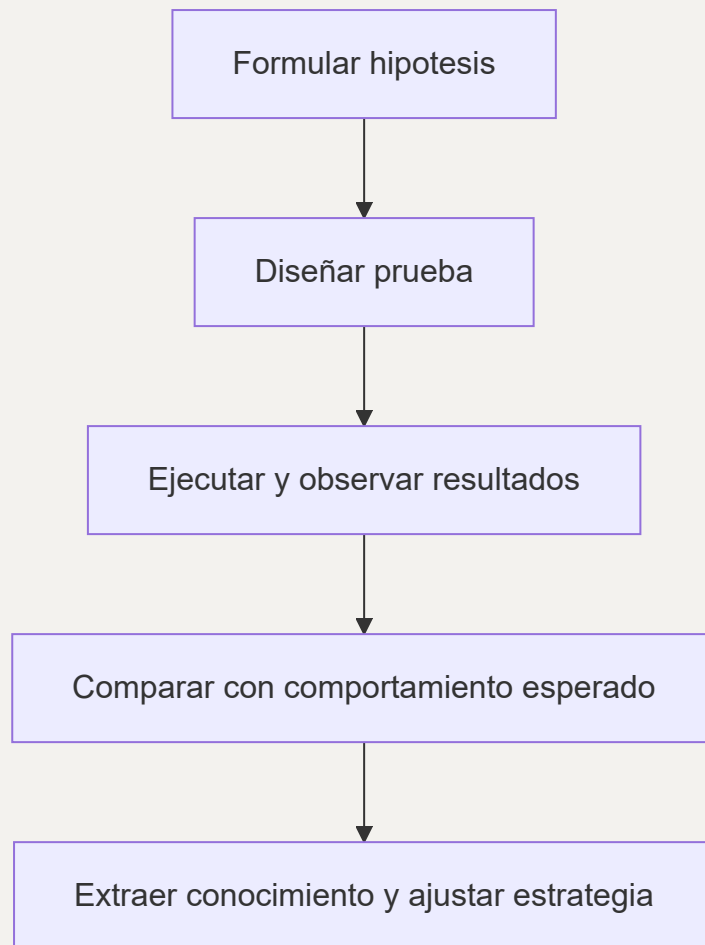 Formular hipotesis
Diseñar prueba
Ejecutar y observar resultados
Comparar con comportamiento esperado
Extraer conocimiento y ajustar estrategia